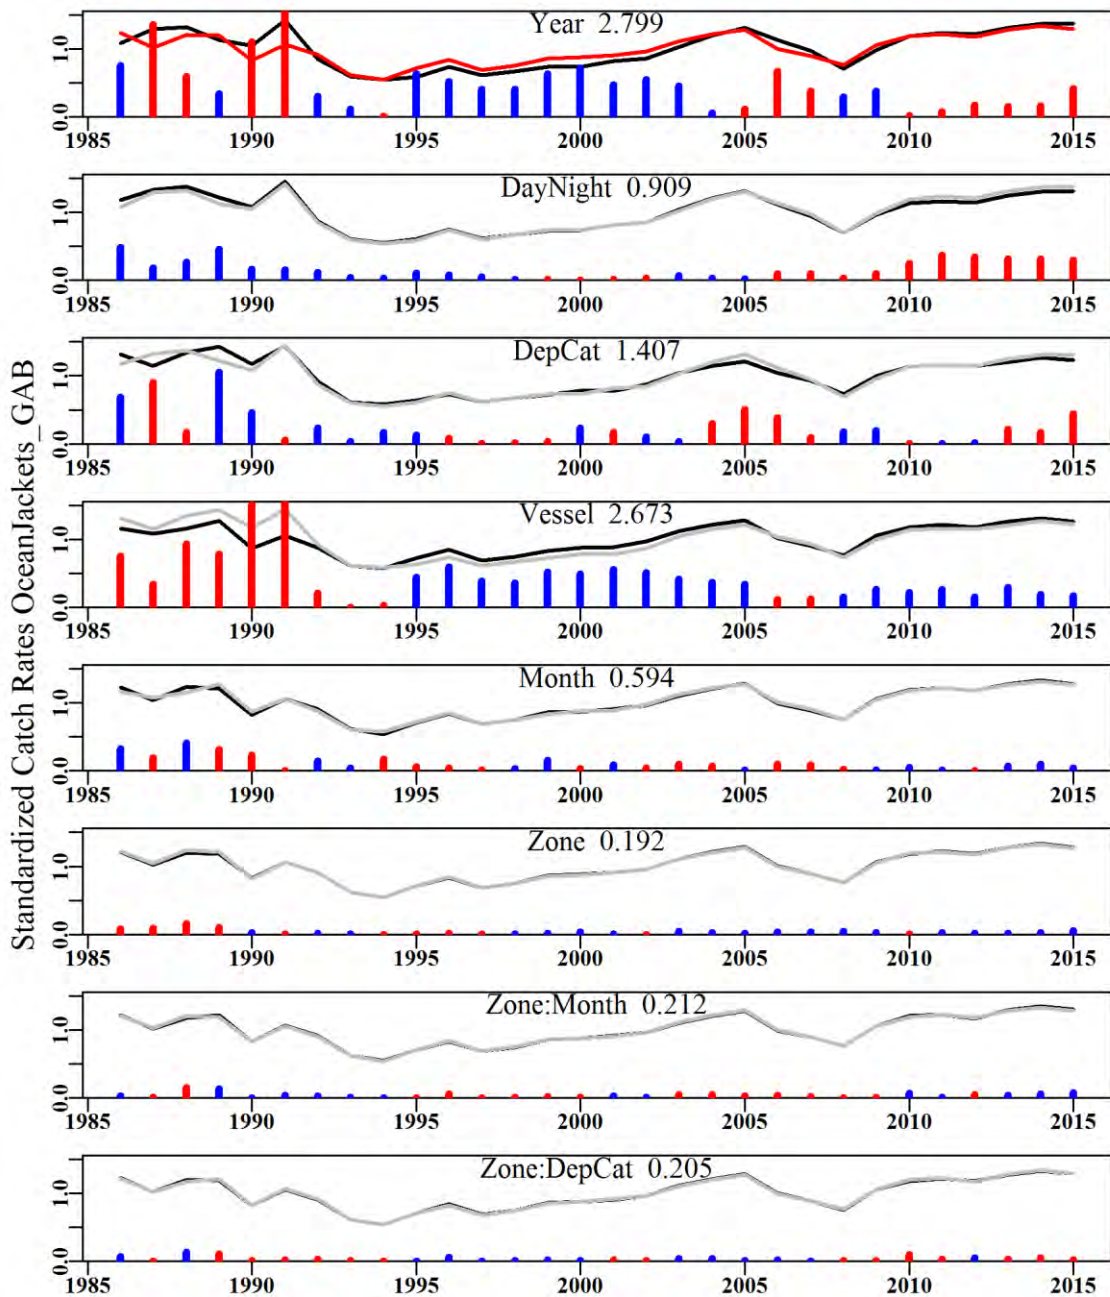 Standardized Catch Rates OceanJackets_GAB
Year 2.799
1.0
0.0
1985 1990 1995 2000 2005 2010 2015
DayNight 0.909
1.0
0.0
1985 1990 1995 2000 2005 2010 2015
DepCat 1.407
1.0
0.0
1985 1990 1995 2000 2005 2010 2015
Vessel 2.673
1.0
0.0
1985 1990 1995 2000 2005 2010 2015
Month 0.594
1.0
0.0
1985 1990 1995 2000 2005 2010 2015
Zone 0.192
1.0
0.0
1985 1990 1995 2000 2005 2010 2015
Zone:Month 0.212
1.0
0.0
1985 1990 1995 2000 2005 2010 2015
Zone:DepCat 0.205
1.0
0.0
1985 1990 1995 2000 2005 2010 2015